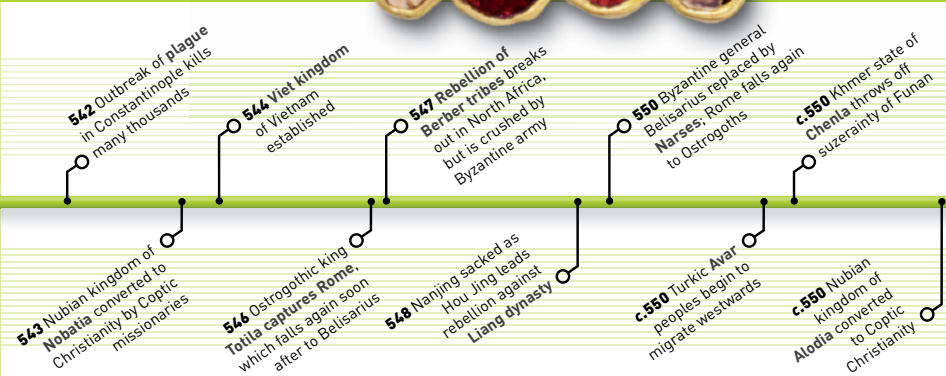 542 Outbreak of plague
in Constantinople kills
many thousands
543 Nubian kingdom of
Nobatia converted to
Christianity by Coptic
missionaries
544 Viet kingdom
of Vietnam
established
546 Ostrogothic king
Totila captures Rome,
which falls again soon
after to Belisarius
547 Rebellion of
Berber tribes breaks
out in North Africa,
but is crushed by
Byzantine army
548 Nanjing sacked as
Hou Jing leads
rebellion against
Liang dynasty
550 Byzantine general
Belisarius replaced by
Narses; Rome falls again
to Ostrogoths
c.550 Turkic Avar
peoples begin to
migrate westwards
c.550 Khmer state of
Chenla throws off
suzerainty of Funan
c.550 Nubian
kingdom of
Alodia converted
to Coptic
Christianity